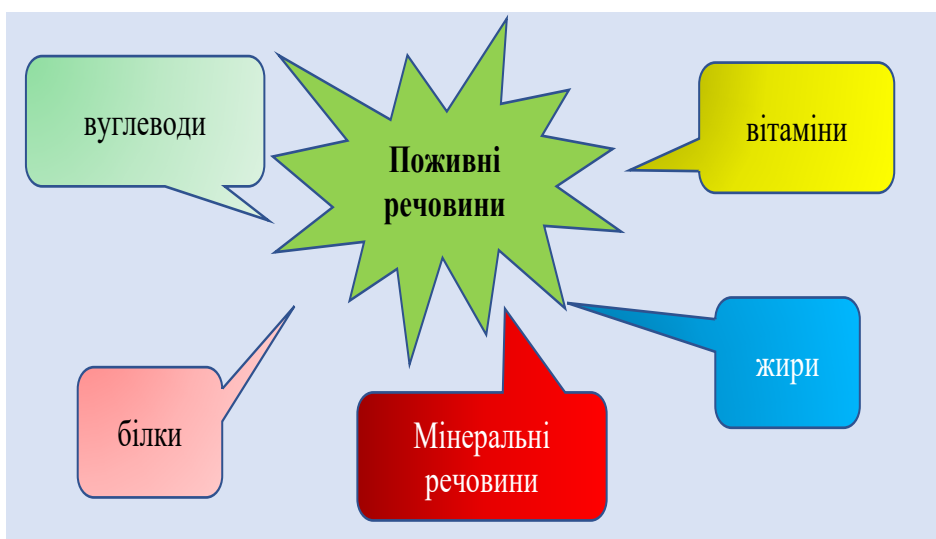 вуглеводи
Поживні
речовини
вітаміни
жири
білки
Мінеральні
речовини